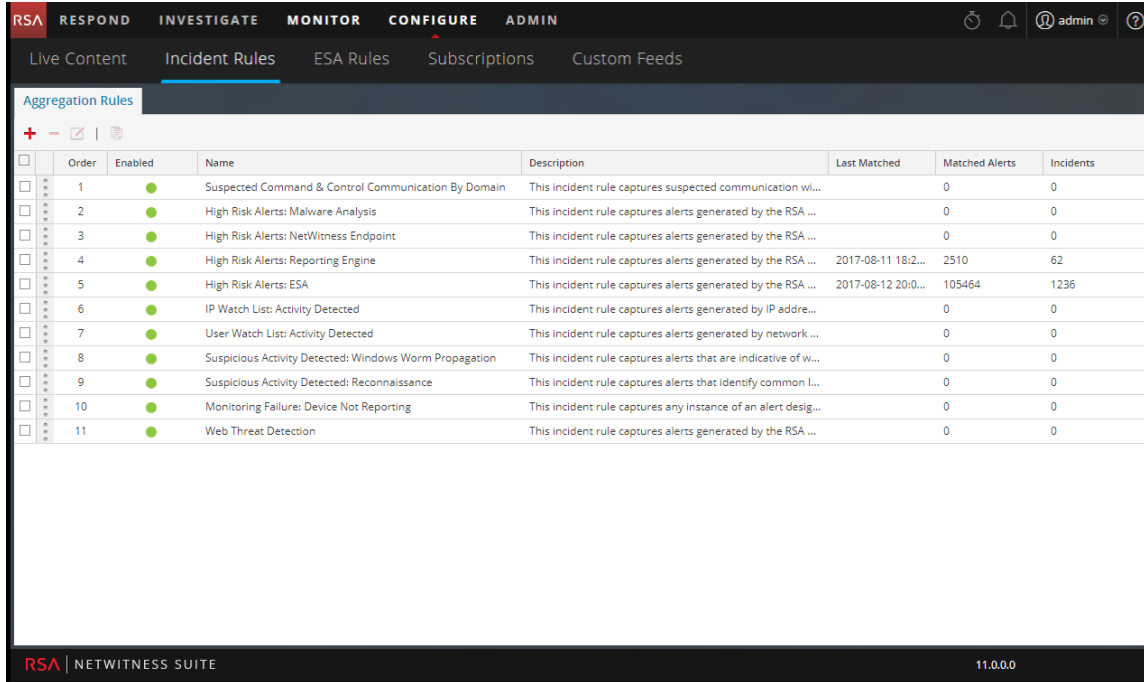 RSA RESPOND INVESTIGATE MONITOR CONFIGURE ADMIN admin
Live Content Incident Rules ESA Rules Subscriptions Custom Feeds
Aggregation Rules
Order Enabled Name Description Last Matched Matched Alerts Incidents
1 Suspected Command & Control Communication By Domain This incident rule captures suspected communication wi... 0 0
2 High Risk Alerts: Malware Analysis This incident rule captures alerts generated by the RSA ... 0 0
3 High Risk Alerts: NetWitness Endpoint This incident rule captures alerts generated by the RSA ... 0 0
4 High Risk Alerts: Reporting Engine This incident rule captures alerts generated by the RSA ... 2017-08-11 18:2... 2510 62
5 High Risk Alerts: ESA This incident rule captures alerts generated by the RSA ... 2017-08-12 20:0... 105464 1236
6 IP Watch List: Activity Detected This incident rule captures alerts generated by IP addre... 0 0
7 User Watch List: Activity Detected This incident rule captures alerts generated by network ... 0 0
8 Suspicious Activity Detected: Windows Worm Propagation This incident rule captures alerts that are indicative of w... 0 0
9 Suspicious Activity Detected: Reconnaissance This incident rule captures alerts that identify common I... 0 0
10 Monitoring Failure: Device Not Reporting This incident rule captures any instance of an alert desig... 0 0
11 Web Threat Detection This incident rule captures alerts generated by the RSA ... 0 0
RSA NETWITNESS SUITE 11.0.0.0